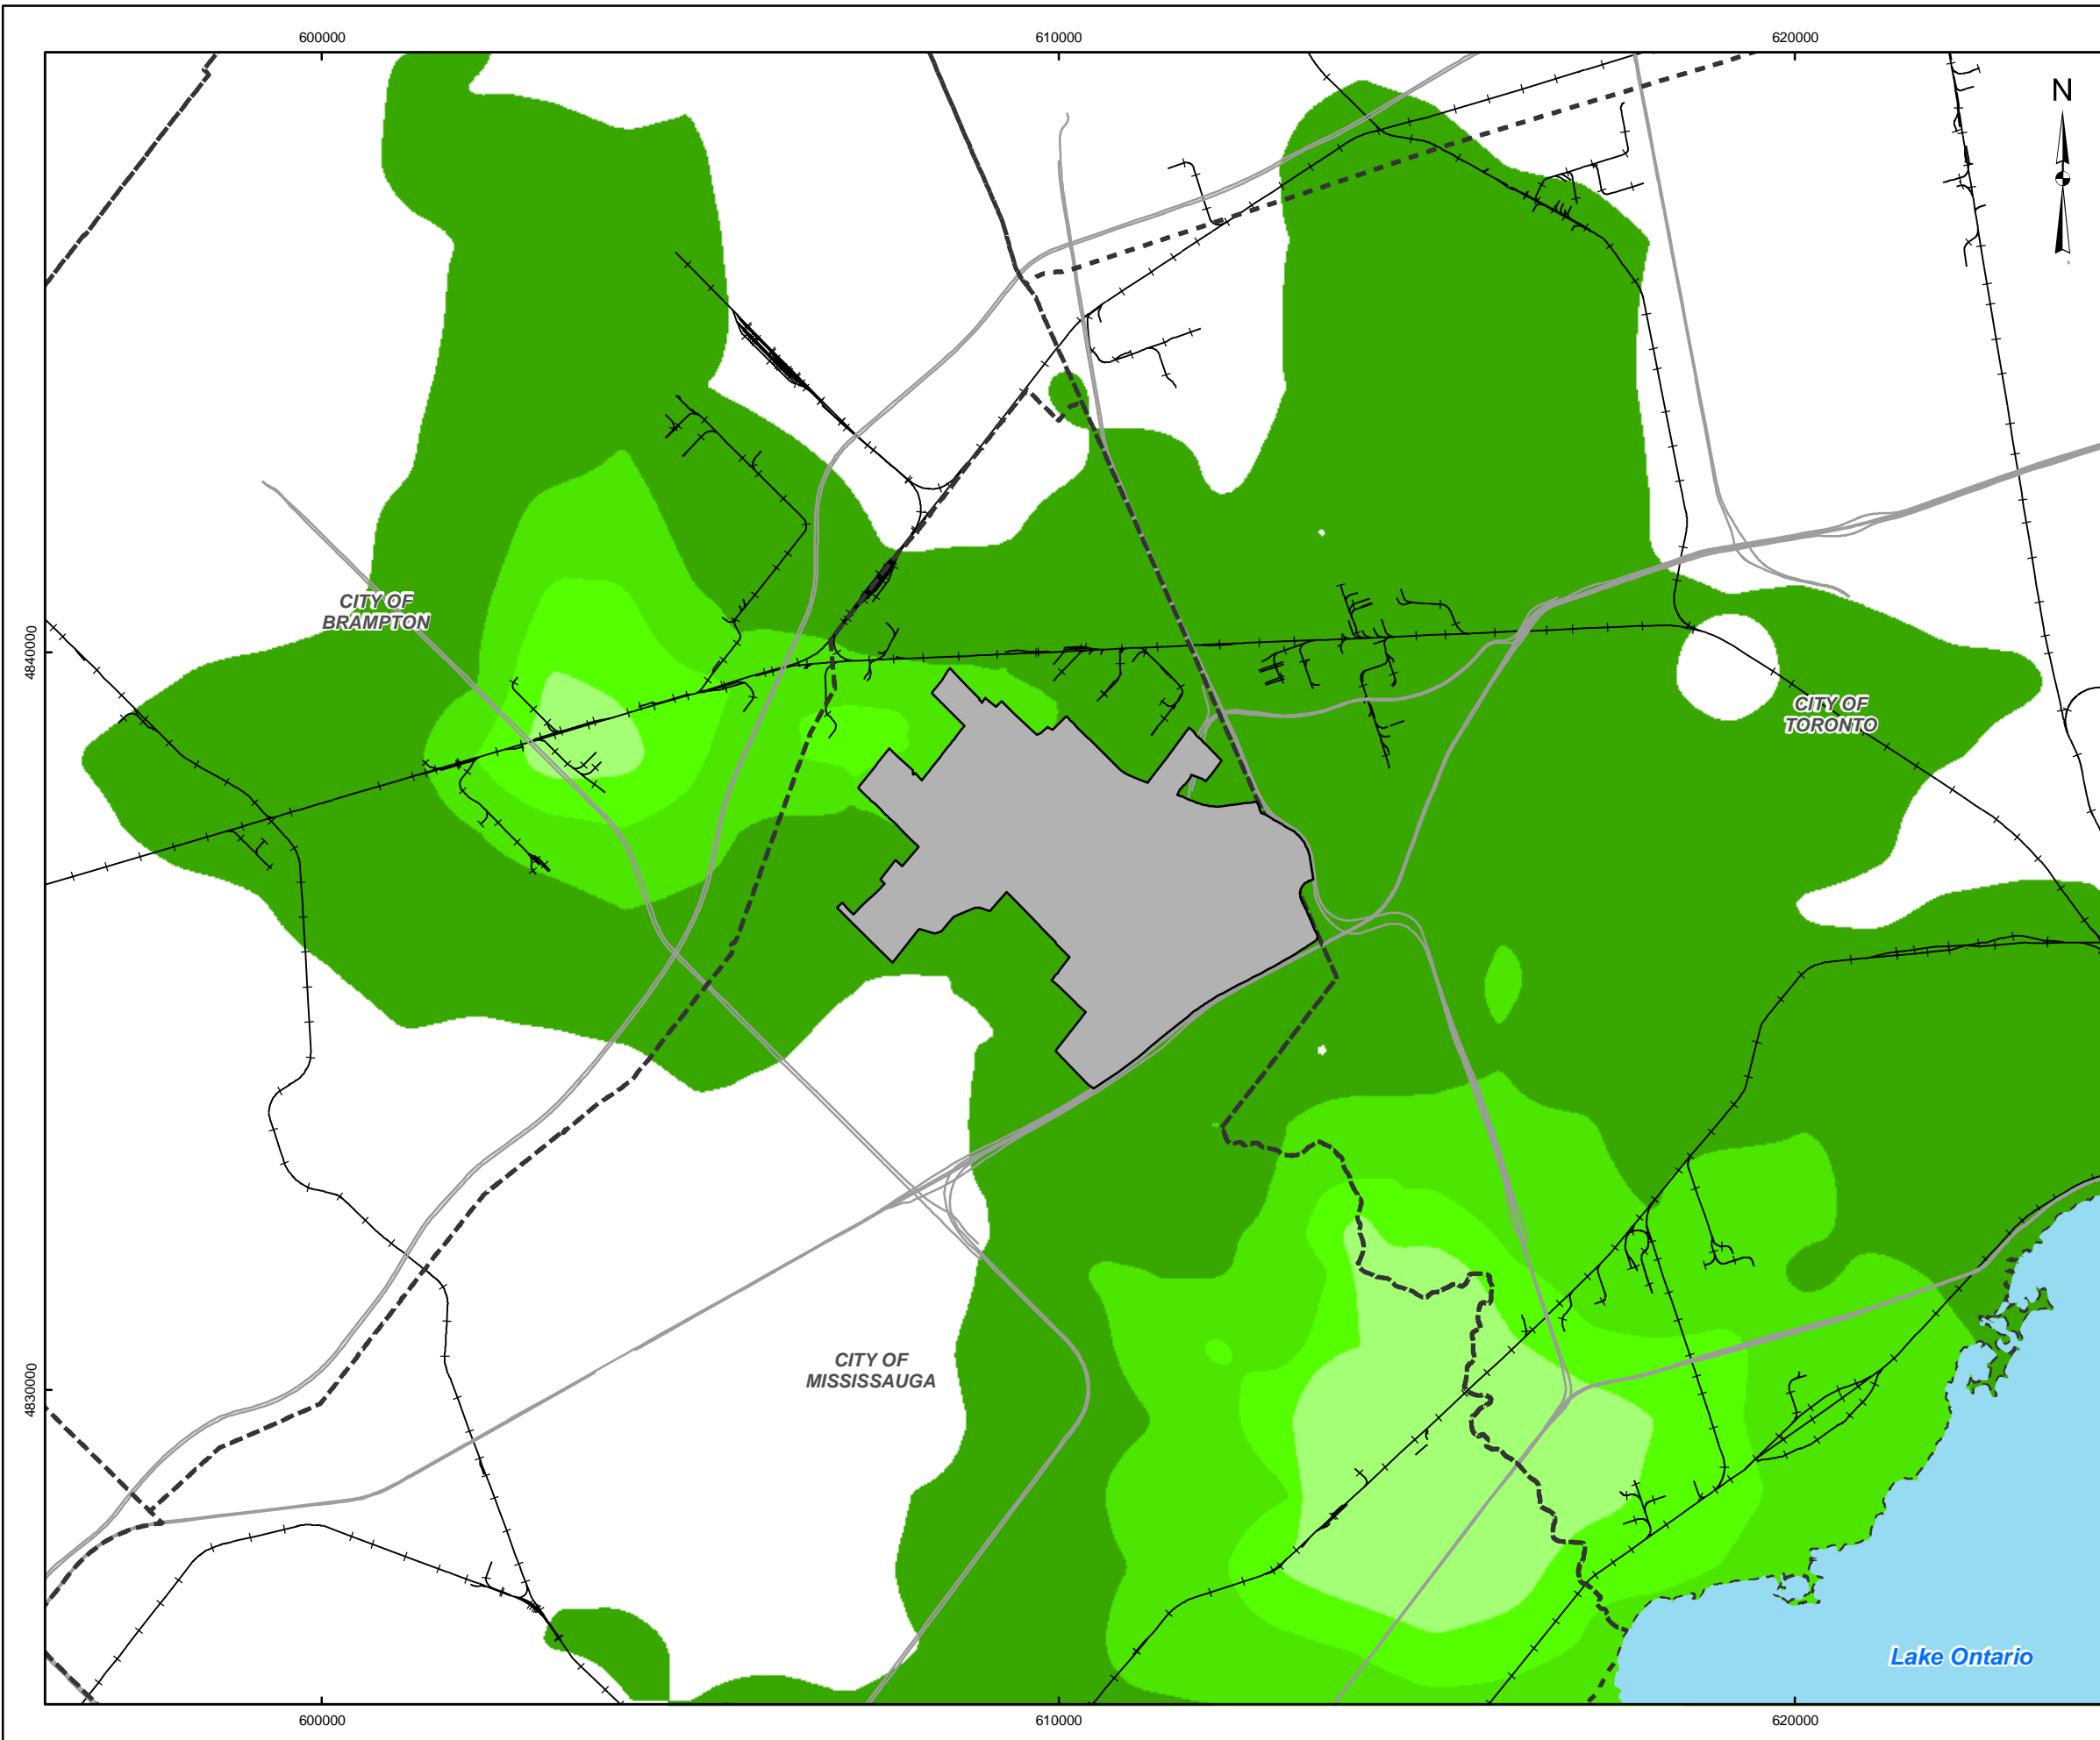 600000
610000
620000
N
4840000
CITY OF
BRAMPTON
CITY OF
TORONTO
4830000
CITY OF
MISSISSAUGA
Lake Ontario
600000
610000
620000